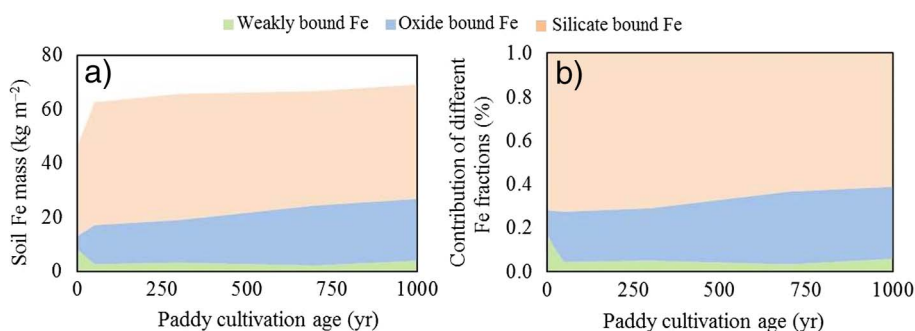 Weakly bound Fe Oxide bound Fe Silicate bound Fe
a)
Soil Fe mass (kg m⁻²)
80
60
40
20
0
0 250 500 750 1000
Paddy cultivation age (yr)
b)
Contribution of different
Fe fractions (%)
1.0
0.8
0.6
0.4
0.2
0.0
0 250 500 750 1000
Paddy cultivation age (yr)